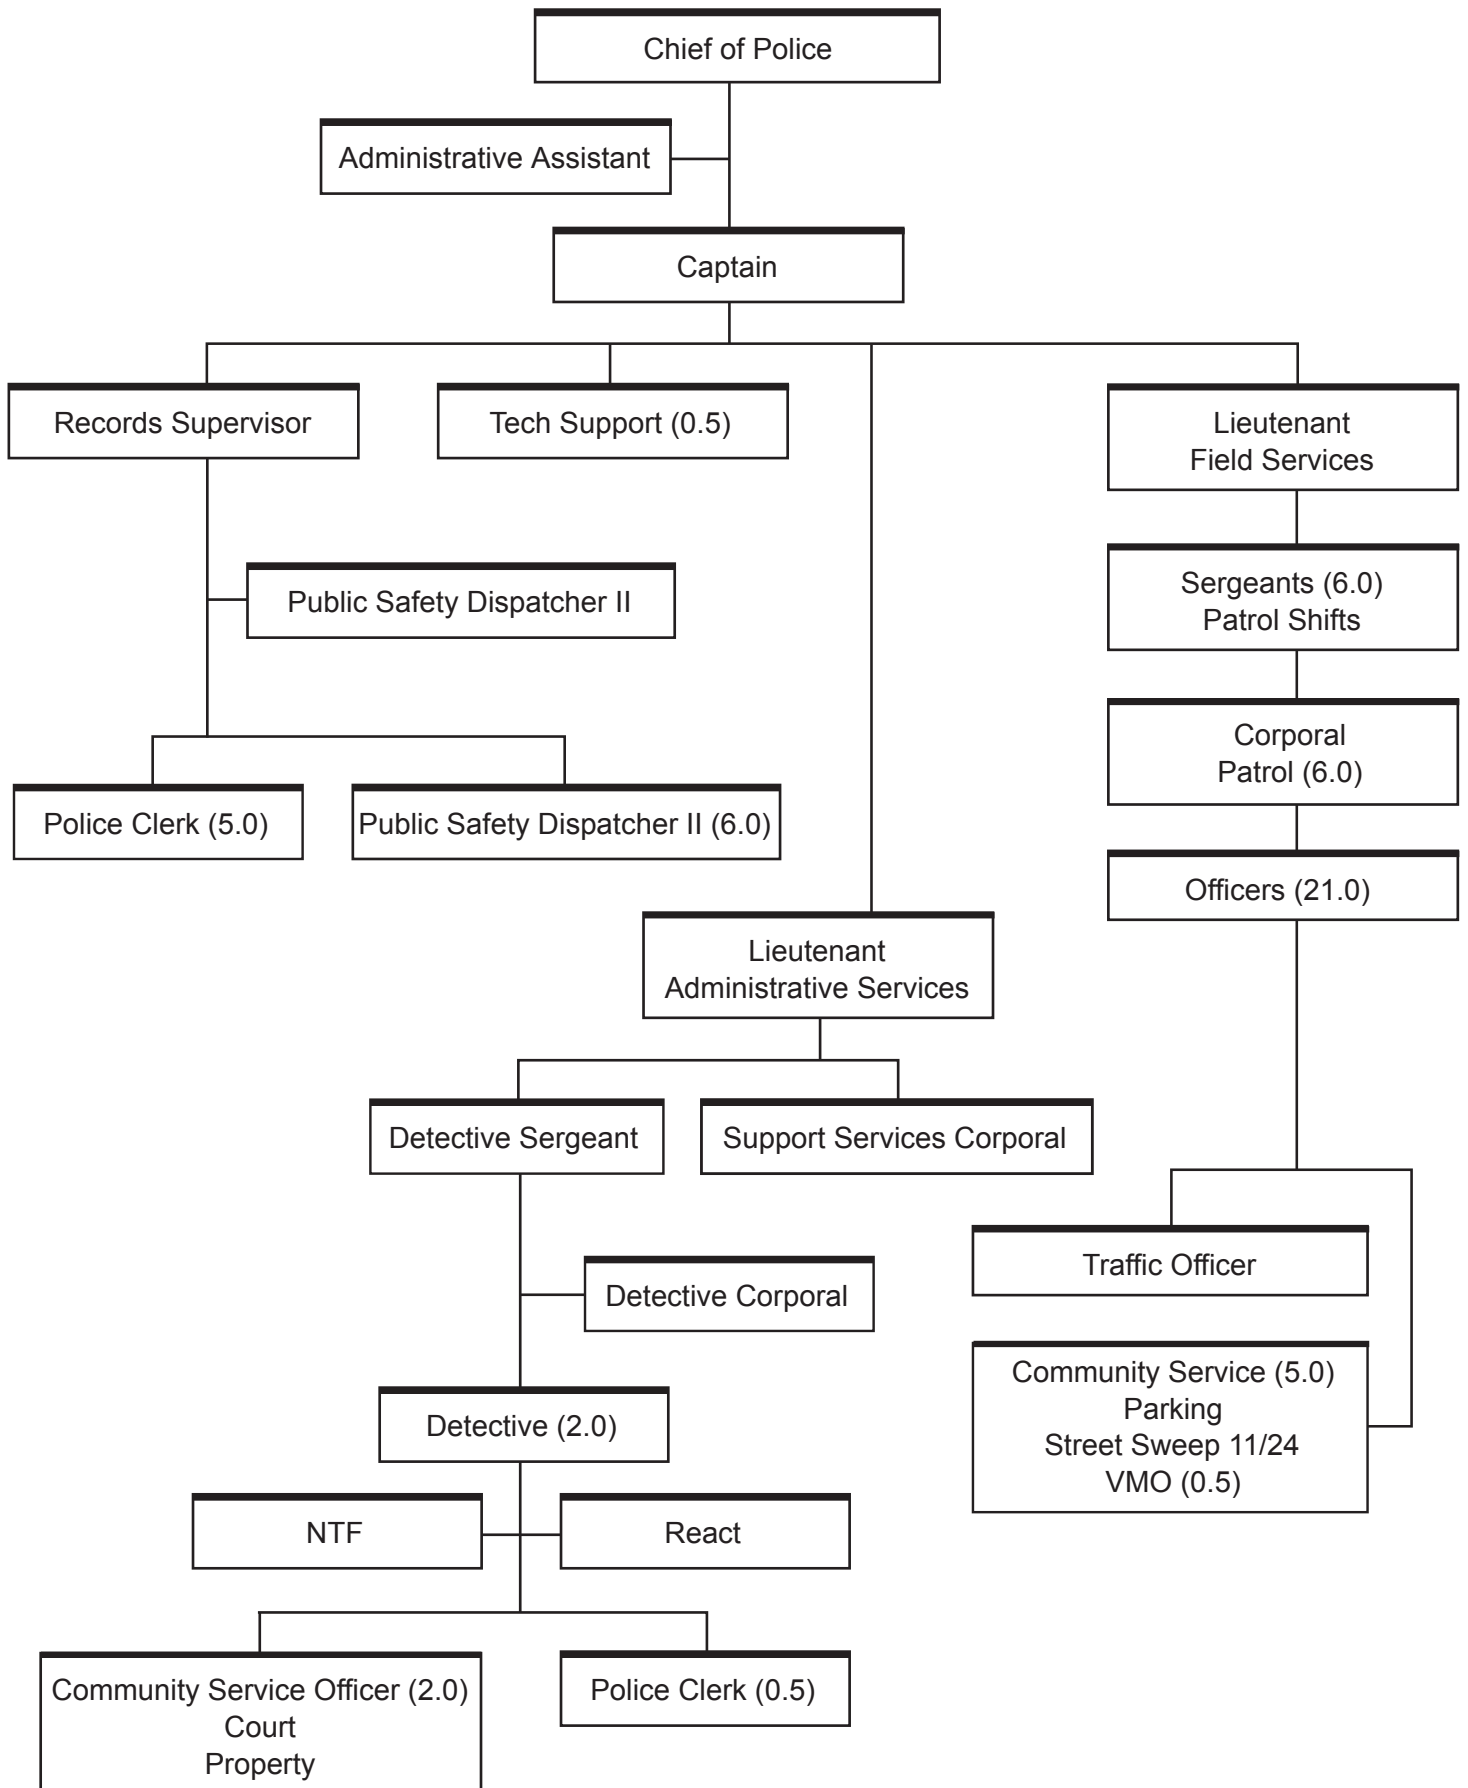 Chief of Police
Administrative Assistant
Captain
Records Supervisor
Tech Support (0.5)
Lieutenant
Field Services
Public Safety Dispatcher II
Sergeants (6.0)
Patrol Shifts
Corporal
Patrol (6.0)
Police Clerk (5.0)
Public Safety Dispatcher II (6.0)
Officers (21.0)
Lieutenant
Administrative Services
Detective Sergeant
Support Services Corporal
Traffic Officer
Detective Corporal
Community Service (5.0)
Parking
Street Sweep 11/24
VMO (0.5)
Detective (2.0)
NTF
React
Community Service Officer (2.0)
Court
Property
Police Clerk (0.5)